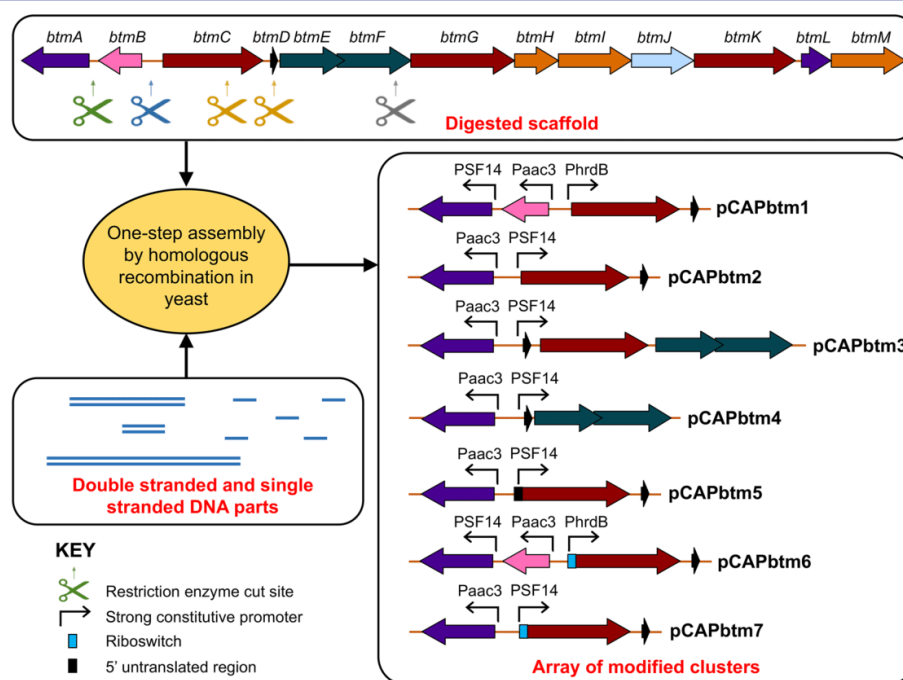 btmA btmB btmC btmD btmE btmF btmG btmH btmI btmJ btmK btmL btmM
Digested scaffold
One-step assembly
by homologous
recombination in
yeast
Double stranded and single
stranded DNA parts
KEY
Restriction enzyme cut site
Strong constitutive promoter
Riboswitch
5' untranslated region
PSF14 Paac3 PhrdB
pCAPbtm1
Paac3 PSF14
pCAPbtm2
Paac3 PSF14
pCAPbtm3
Paac3 PSF14
pCAPbtm4
Paac3 PSF14
pCAPbtm5
PSF14 Paac3 PhrdB
pCAPbtm6
Paac3 PSF14
pCAPbtm7
Array of modified clusters